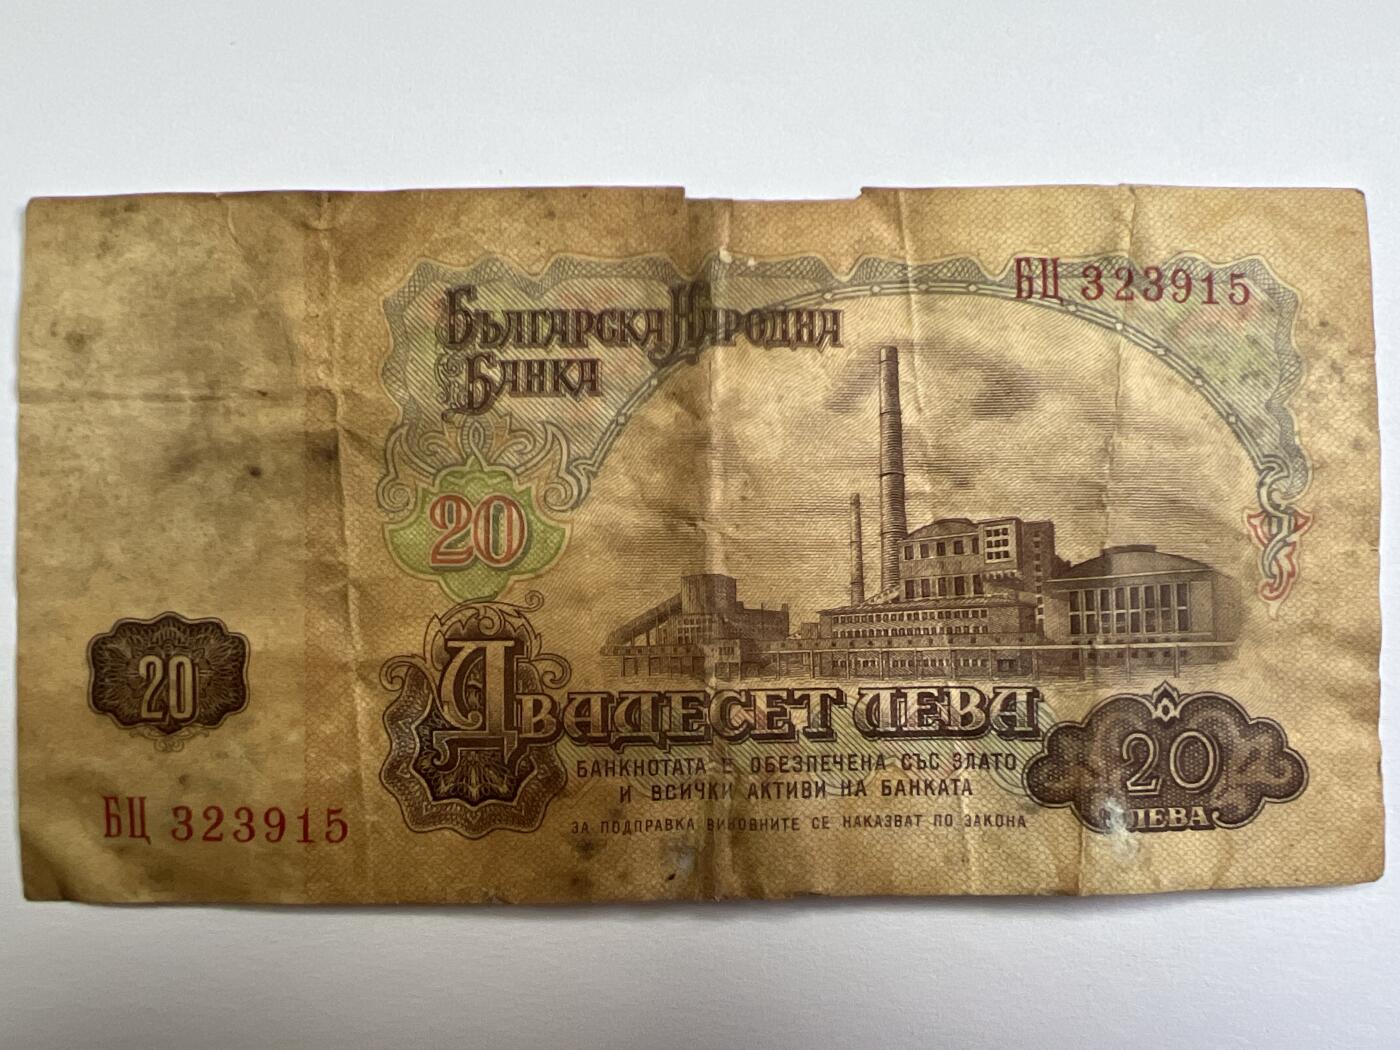 БЪЛГАРСКА НАРОДНА
БАНКА
БЦ 323915
20
20
ДВАДЕСЕТ ЛЕВА
БАНКНОТАТА Е ОБЕЗПЕЧЕНА СЪС ЗЛАТО
И ВСИЧКИ АКТИВИ НА БАНКАТА
ЗА ПОДПРАВКА ВИНОВНИТЕ СЕ НАКАЗВАТ ПО ЗАКОНА
20
ЛЕВА
БЦ 323915